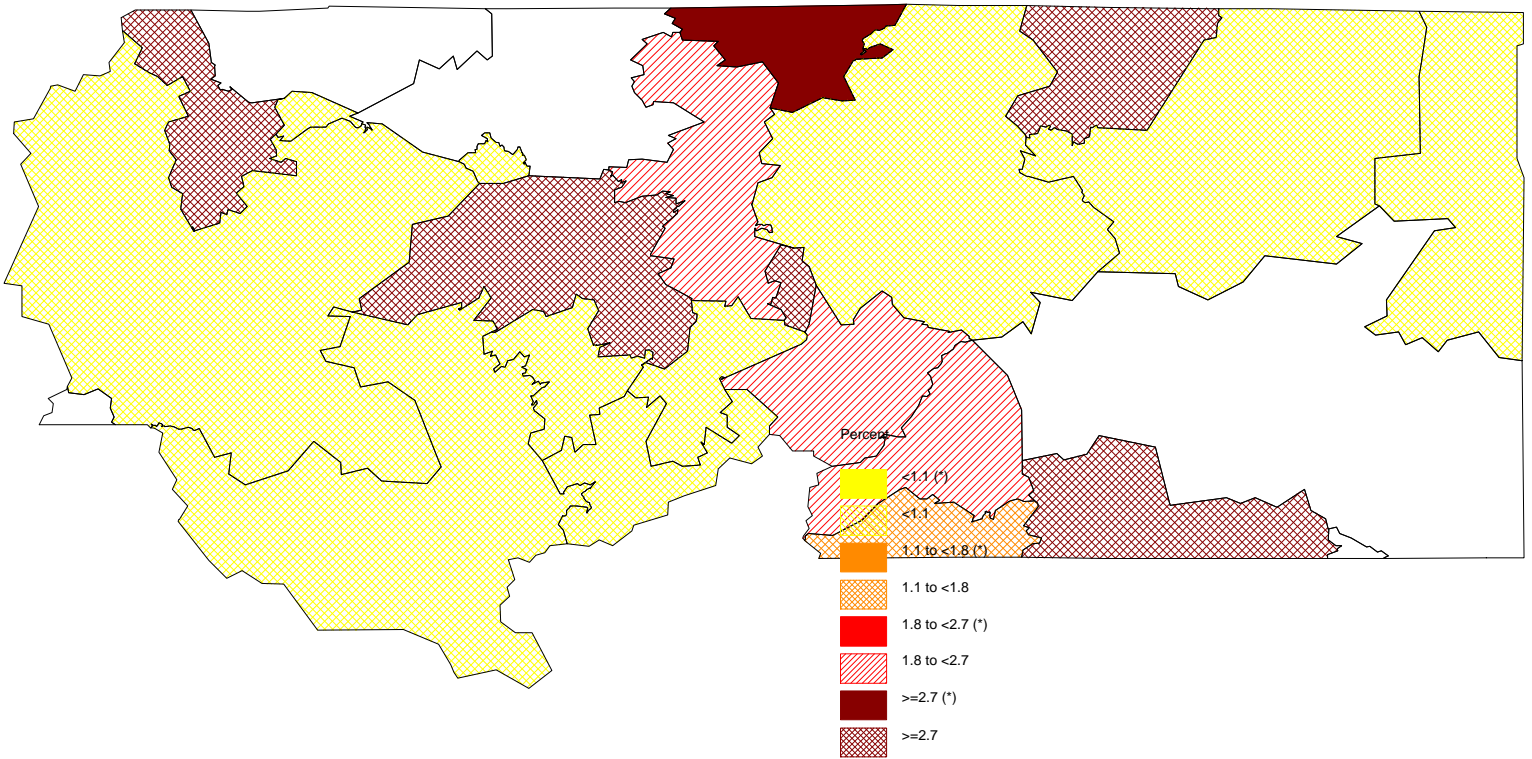 Percent
<1.1 (*)
<1.1
1.1 to <1.8 (*)
1.1 to <1.8
1.8 to <2.7 (*)
1.8 to <2.7
>=2.7 (*)
>=2.7